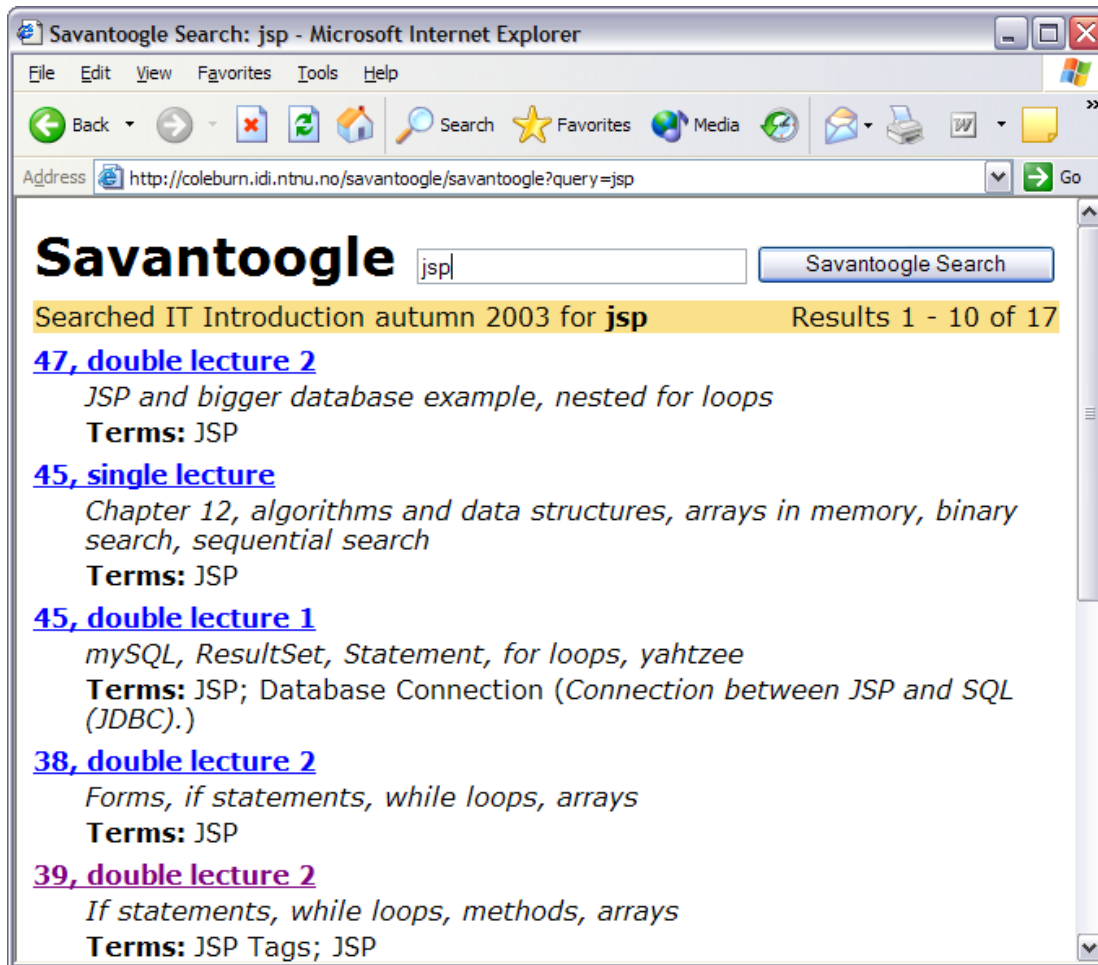 Savantoogle Search: jsp - Microsoft Internet Explorer
File Edit View Favorites Tools Help
Back Search Favorites Media
Address http://coleburn.idi.ntnu.no/savantoogle/savantoogle?query=jsp Go
Savantoogle jsp Savantoogle Search
Searched IT Introduction autumn 2003 for jsp Results 1 - 10 of 17
47, double lecture 2
JSP and bigger database example, nested for loops
Terms: JSP
45, single lecture
Chapter 12, algorithms and data structures, arrays in memory, binary
search, sequential search
Terms: JSP
45, double lecture 1
mySQL, ResultSet, Statement, for loops, yahtzee
Terms: JSP; Database Connection (Connection between JSP and SQL
(JDBC).)
38, double lecture 2
Forms, if statements, while loops, arrays
Terms: JSP
39, double lecture 2
If statements, while loops, methods, arrays
Terms: JSP Tags; JSP